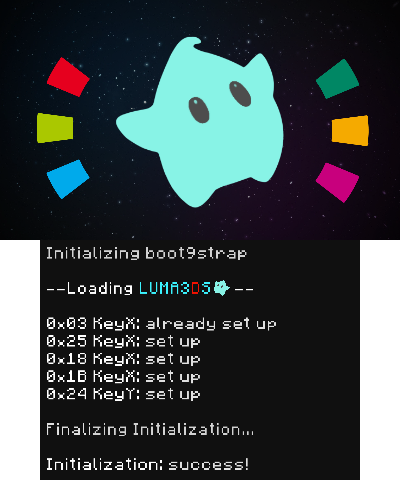 Initializing boot9strap
--Loading LUMA3DS--
0x03 KeyX: already set up
0x25 KeyX: set up
0x18 KeyX: set up
0x1B KeyX: set up
0x24 KeyY: set up
Finalizing Initialization...
Initialization: success!